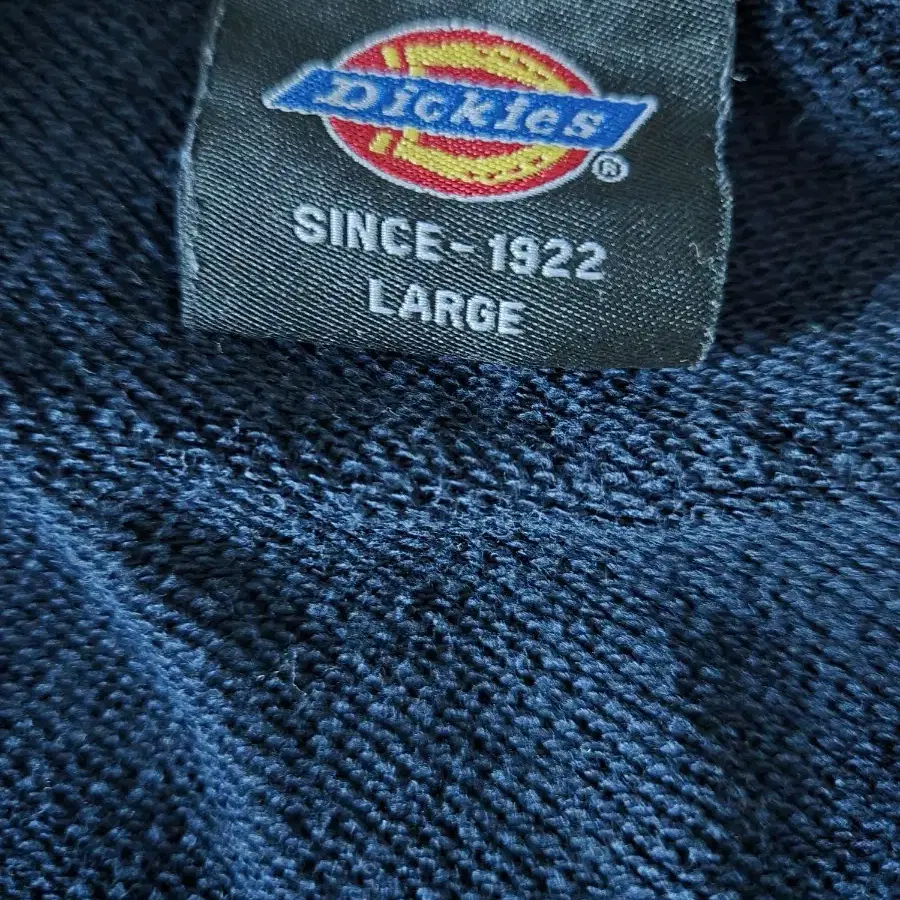 Dickies
®
SINCE-1922
LARGE